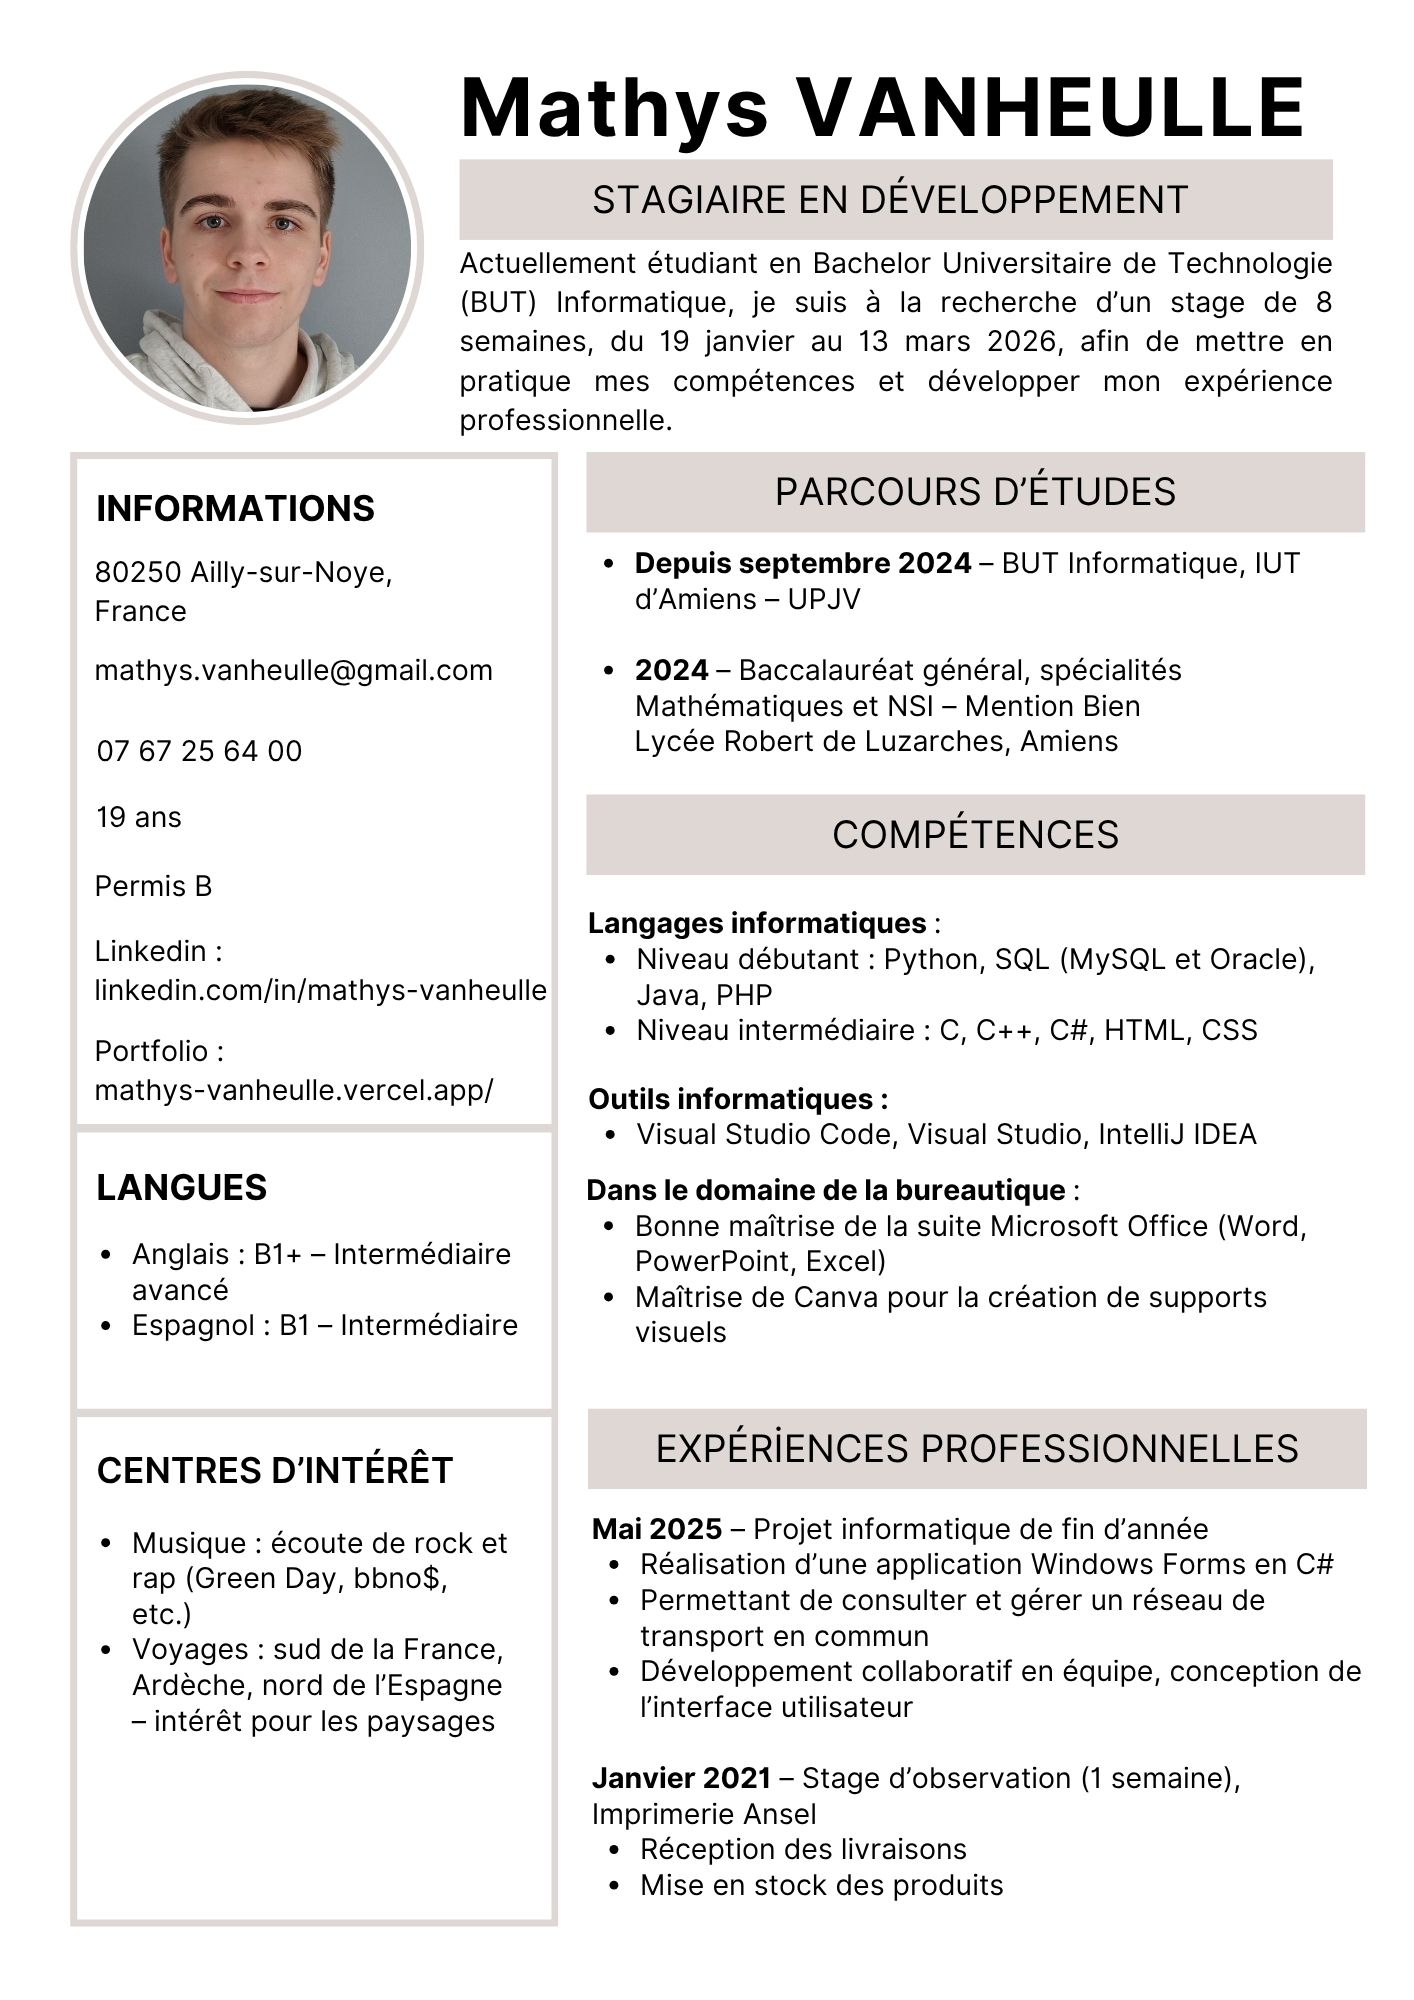 Mathys VANHEULLE
STAGIAIRE EN DÉVELOPPEMENT
Actuellement étudiant en Bachelor Universitaire de Technologie
(BUT) Informatique, je suis à la recherche d’un stage de 8
semaines, du 19 janvier au 13 mars 2026, afin de mettre en
pratique mes compétences et développer mon expérience
professionnelle.
INFORMATIONS
80250 Ailly-sur-Noye,
France
mathys.vanheulle@gmail.com
07 67 25 64 00
19 ans
Permis B
Linkedin :
linkedin.com/in/mathys-vanheulle
Portfolio :
mathys-vanheulle.vercel.app/
LANGUES
• Anglais : B1+ – Intermédiaire
avancé
• Espagnol : B1 – Intermédiaire
CENTRES D’INTÉRÊT
• Musique : écoute de rock et
rap (Green Day, bbno$,
etc.)
• Voyages : sud de la France,
Ardèche, nord de l’Espagne
– intérêt pour les paysages
PARCOURS D’ÉTUDES
• Depuis septembre 2024 – BUT Informatique, IUT
d’Amiens – UPJV
• 2024 – Baccalauréat général, spécialités
Mathématiques et NSI – Mention Bien
Lycée Robert de Luzarches, Amiens
COMPÉTENCES
Langages informatiques :
• Niveau débutant : Python, SQL (MySQL et Oracle),
Java, PHP
• Niveau intermédiaire : C, C++, C#, HTML, CSS
Outils informatiques :
• Visual Studio Code, Visual Studio, IntelliJ IDEA
Dans le domaine de la bureautique :
• Bonne maîtrise de la suite Microsoft Office (Word,
PowerPoint, Excel)
• Maîtrise de Canva pour la création de supports
visuels
EXPÉRİENCES PROFESSIONNELLES
Mai 2025 – Projet informatique de fin d’année
• Réalisation d’une application Windows Forms en C#
• Permettant de consulter et gérer un réseau de
transport en commun
• Développement collaboratif en équipe, conception de
l’interface utilisateur
Janvier 2021 – Stage d’observation (1 semaine),
Imprimerie Ansel
• Réception des livraisons
• Mise en stock des produits